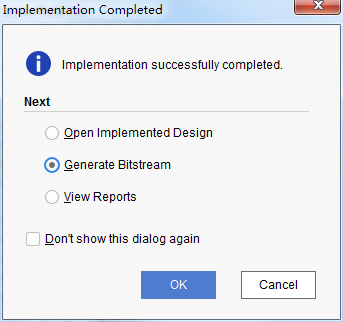 Implementation Completed
Implementation successfully completed.
Next
Open Implemented Design
Generate Bitstream
View Reports
Don't show this dialog again
OK
Cancel